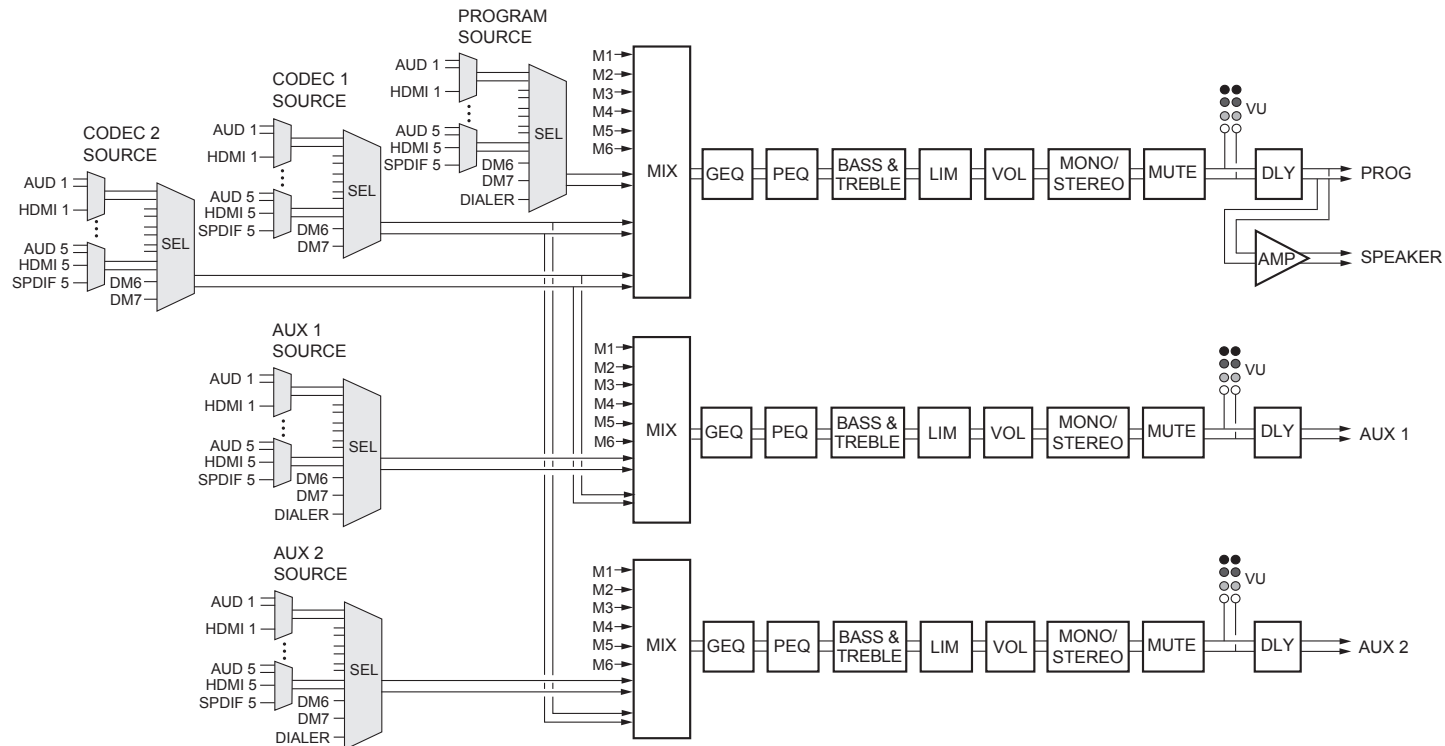 PROGRAM
SOURCE
AUD 1
HDMI 1
AUD 5
HDMI 5
SPDIF 5
DM6
DM7
DIALER
SEL
CODEC 1
SOURCE
AUD 1
HDMI 1
AUD 5
HDMI 5
SPDIF 5
DM6
DM7
SEL
CODEC 2
SOURCE
AUD 1
HDMI 1
AUD 5
HDMI 5
SPDIF 5
DM6
DM7
SEL
M1
M2
M3
M4
M5
M6
MIX
GEQ
PEQ
BASS &
TREBLE
LIM
VOL
MONO/
STEREO
MUTE
VU
DLY
PROG
AMP
SPEAKER
AUX 1
SOURCE
AUD 1
HDMI 1
AUD 5
HDMI 5
SPDIF 5
DM6
DM7
DIALER
SEL
M1
M2
M3
M4
M5
M6
MIX
GEQ
PEQ
BASS &
TREBLE
LIM
VOL
MONO/
STEREO
MUTE
VU
DLY
AUX 1
AUX 2
SOURCE
AUD 1
HDMI 1
AUD 5
HDMI 5
SPDIF 5
DM6
DM7
DIALER
SEL
M1
M2
M3
M4
M5
M6
MIX
GEQ
PEQ
BASS &
TREBLE
LIM
VOL
MONO/
STEREO
MUTE
VU
DLY
AUX 2